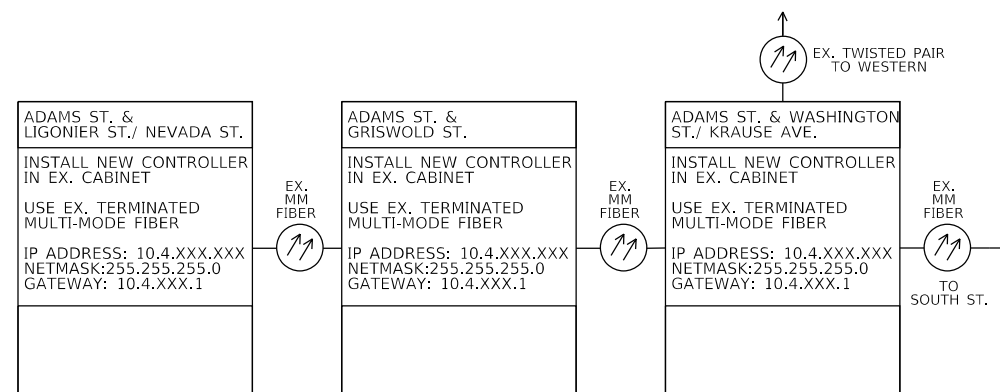 EX. TWISTED PAIR
TO WESTERN
ADAMS ST. &
LIGONIER ST./ NEVADA ST.
INSTALL NEW CONTROLLER
IN EX. CABINET
USE EX. TERMINATED
MULTI-MODE FIBER
IP ADDRESS: 10.4.XXX.XXX
NETMASK:255.255.255.0
GATEWAY: 10.4.XXX.1
EX.
MM
FIBER
ADAMS ST. &
GRISWOLD ST.
INSTALL NEW CONTROLLER
IN EX. CABINET
USE EX. TERMINATED
MULTI-MODE FIBER
IP ADDRESS: 10.4.XXX.XXX
NETMASK:255.255.255.0
GATEWAY: 10.4.XXX.1
EX.
MM
FIBER
ADAMS ST. & WASHINGTON
ST./ KRAUSE AVE.
INSTALL NEW CONTROLLER
IN EX. CABINET
USE EX. TERMINATED
MULTI-MODE FIBER
IP ADDRESS: 10.4.XXX.XXX
NETMASK:255.255.255.0
GATEWAY: 10.4.XXX.1
EX.
MM
FIBER
TO
SOUTH ST.